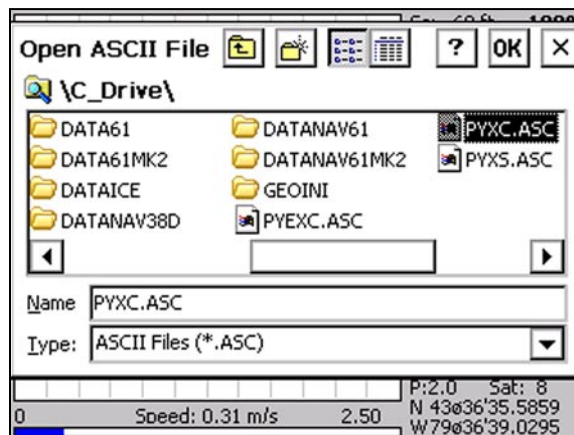 Open ASCII File ? OK ×
\C_Drive\
DATA61 DATANAV61 PYXC.ASC
DATA61MK2 DATANAV61MK2 PYXS.ASC
DATAICE GEOINI
DATANAV38D PYEXC.ASC
Name PYXC.ASC
Type: ASCII Files (*.ASC)
P:2.0 Sat: 8
0 Speed: 0.31 m/s 2.50 N 43ø36'35.5859
W79ø36'39.0295